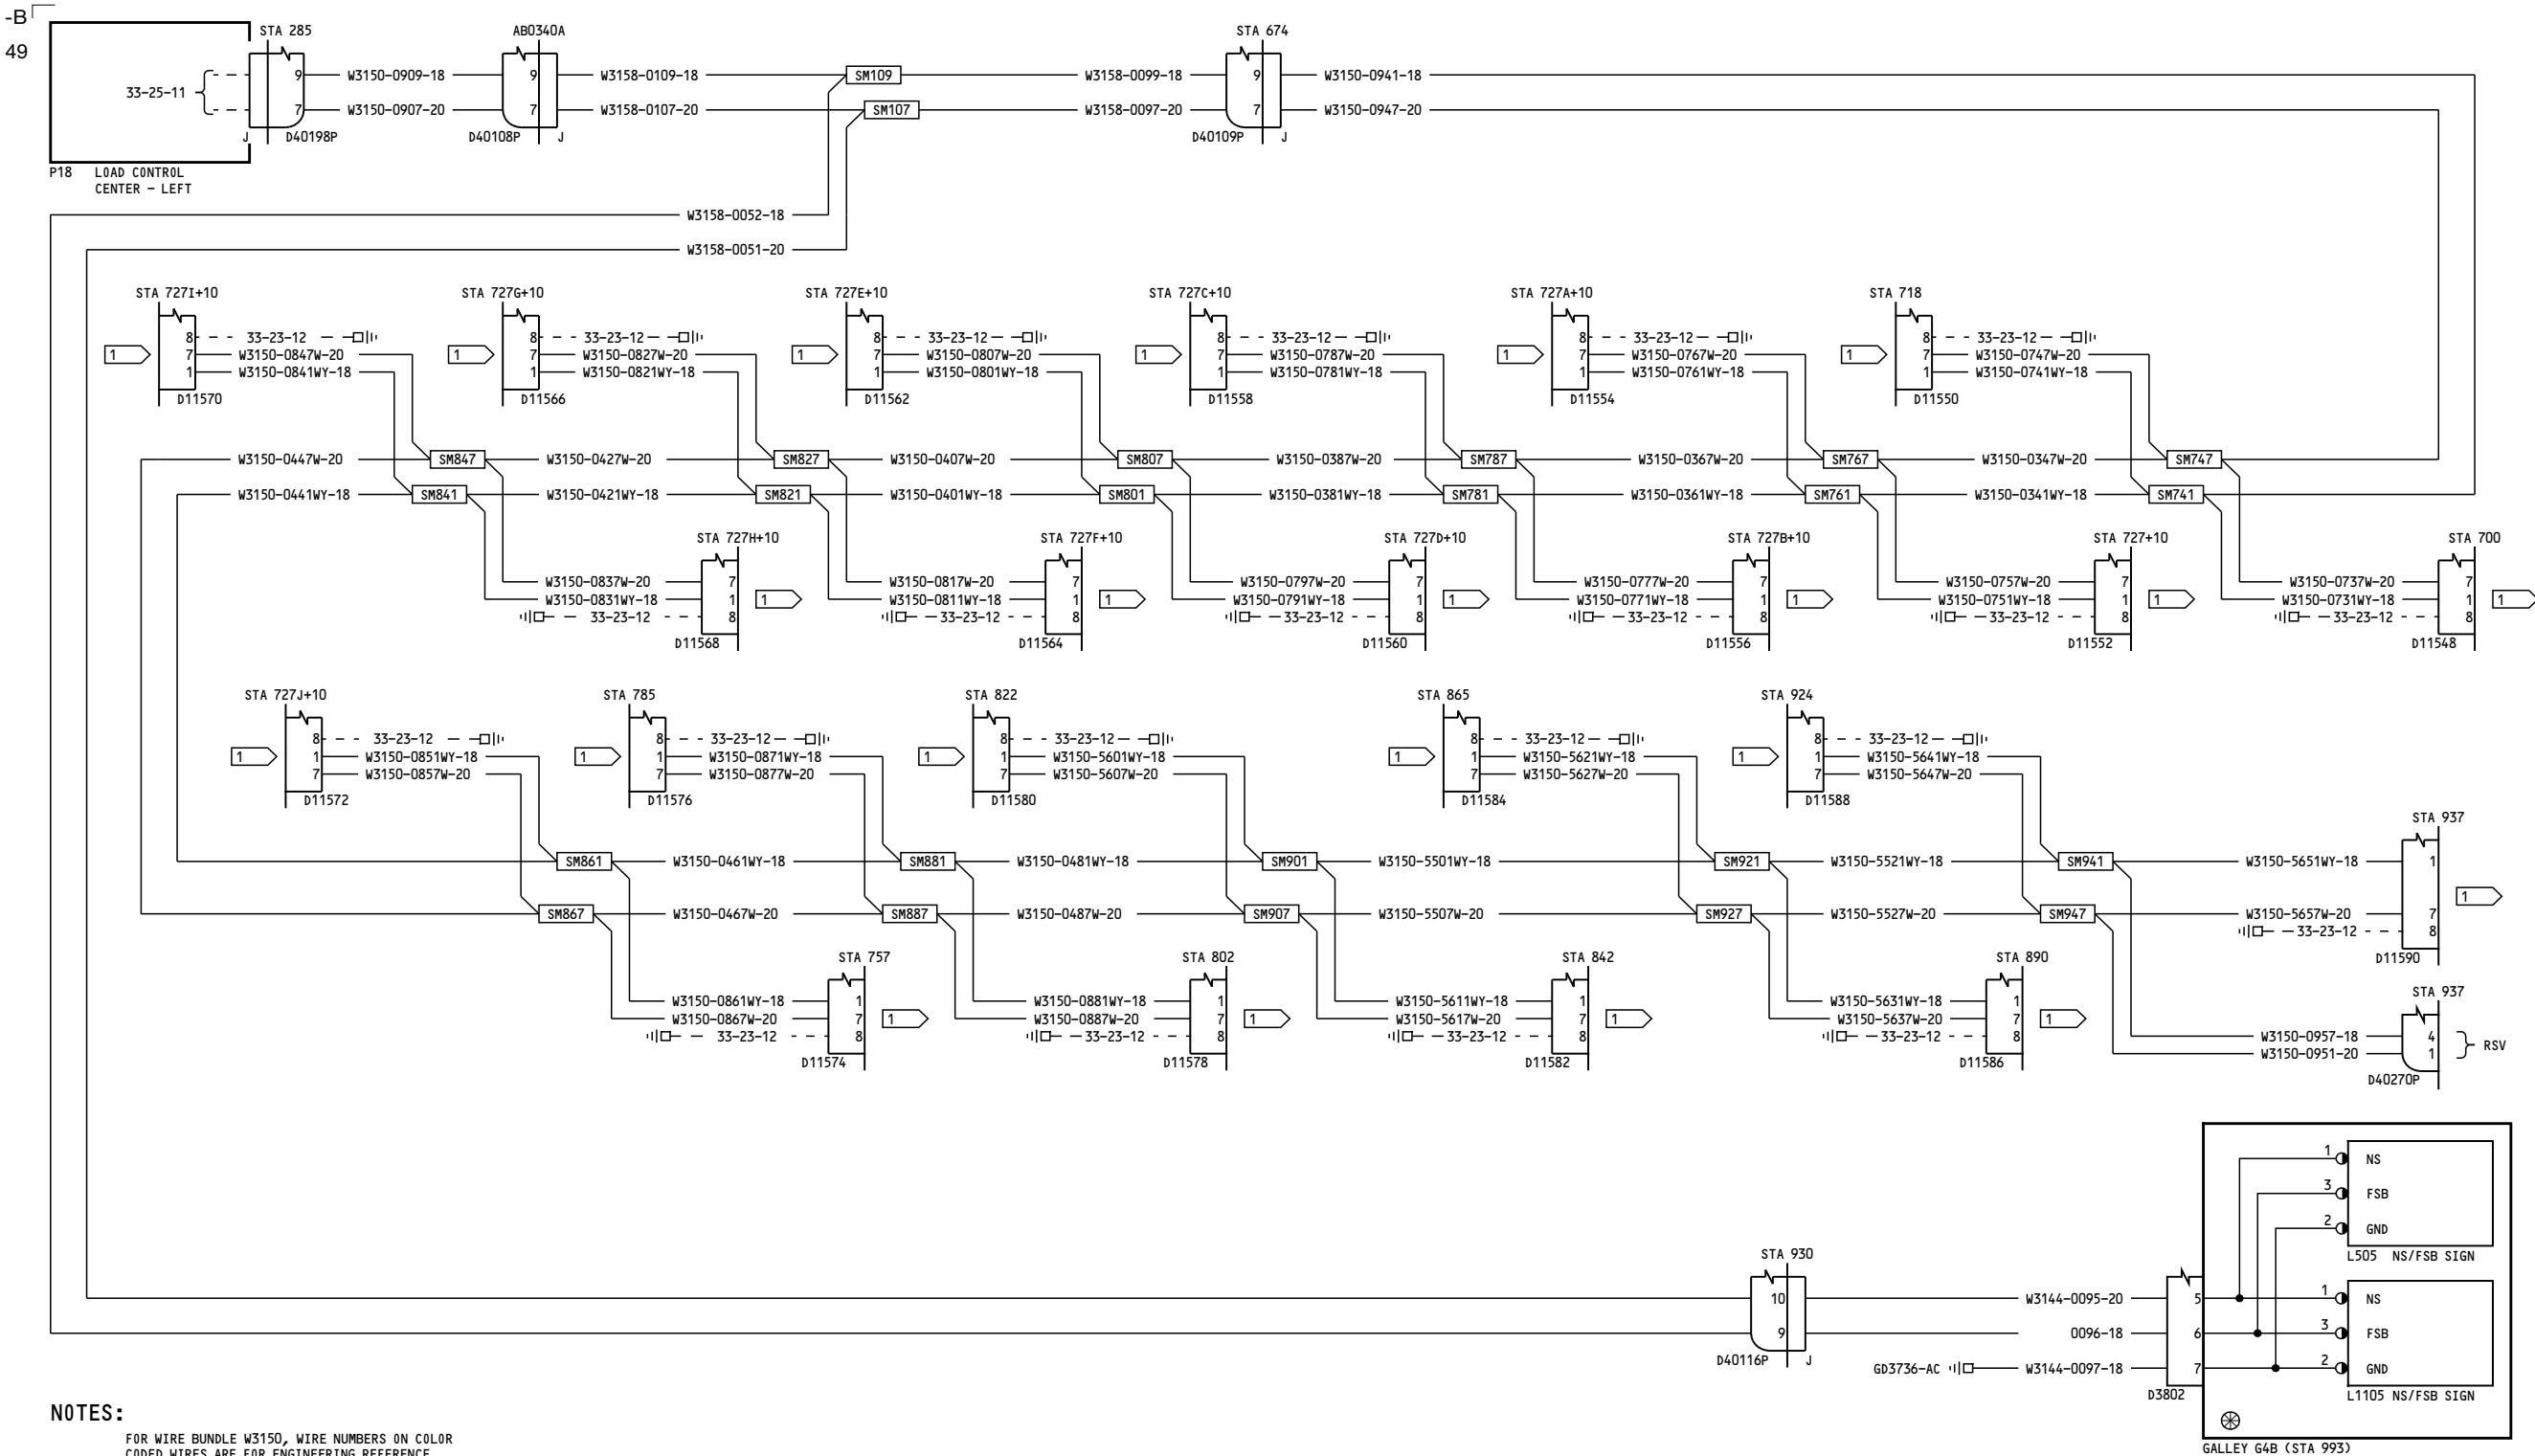 -B
49
STA 285
AB0340A
STA 674
33-25-11
9 W3150-0909-18 9 W3158-0109-18 SM109 W3158-0099-18 9 W3150-0941-18
7 W3150-0907-20 7 W3158-0107-20 SM107 W3158-0097-20 7 W3150-0947-20
J D40198P D40108P J D40109P J
P18 LOAD CONTROL
CENTER – LEFT
W3158-0052-18
W3158-0051-20
STA 727I+10 STA 727G+10 STA 727E+10 STA 727C+10 STA 727A+10 STA 718
8 33-23-12 8 33-23-12 8 33-23-12 8 33-23-12 8 33-23-12 8 33-23-12
1 7 W3150-0847W-20 1 7 W3150-0827W-20 1 7 W3150-0807W-20 1 7 W3150-0787W-20 1 7 W3150-0767W-20 1 7 W3150-0747W-20
1 W3150-0841WY-18 1 W3150-0821WY-18 1 W3150-0801WY-18 1 W3150-0781WY-18 1 W3150-0761WY-18 1 W3150-0741WY-18
D11570 D11566 D11562 D11558 D11554 D11550
W3150-0447W-20 SM847 W3150-0427W-20 SM827 W3150-0407W-20 SM807 W3150-0387W-20 SM787 W3150-0367W-20 SM767 W3150-0347W-20 SM747
W3150-0441WY-18 SM841 W3150-0421WY-18 SM821 W3150-0401WY-18 SM801 W3150-0381WY-18 SM781 W3150-0361WY-18 SM761 W3150-0341WY-18 SM741
STA 727H+10 STA 727F+10 STA 727D+10 STA 727B+10 STA 727+10 STA 700
W3150-0837W-20 7 W3150-0817W-20 7 W3150-0797W-20 7 W3150-0777W-20 7 W3150-0757W-20 7 W3150-0737W-20 7
W3150-0831WY-18 1 1 W3150-0811WY-18 1 1 W3150-0791WY-18 1 1 W3150-0771WY-18 1 1 W3150-0751WY-18 1 1 W3150-0731WY-18 1 1
33-23-12 8 33-23-12 8 33-23-12 8 33-23-12 8 33-23-12 8 33-23-12 8
D11568 D11564 D11560 D11556 D11552 D11548
STA 727J+10 STA 785 STA 822 STA 865 STA 924
8 33-23-12 8 33-23-12 8 33-23-12 8 33-23-12 8 33-23-12
1 1 W3150-0851WY-18 1 1 W3150-0871WY-18 1 1 W3150-5601WY-18 1 1 W3150-5621WY-18 1 1 W3150-5641WY-18
7 W3150-0857W-20 7 W3150-0877W-20 7 W3150-5607W-20 7 W3150-5627W-20 7 W3150-5647W-20
D11572 D11576 D11580 D11584 D11588
STA 937
SM861 W3150-0461WY-18 SM881 W3150-0481WY-18 SM901 W3150-5501WY-18 SM921 W3150-5521WY-18 SM941 W3150-5651WY-18 1
1
SM867 W3150-0467W-20 SM887 W3150-0487W-20 SM907 W3150-5507W-20 SM927 W3150-5527W-20 SM947 W3150-5657W-20 7
33-23-12 8
D11590
STA 757 STA 802 STA 842 STA 890
STA 937
W3150-0861WY-18 1 W3150-0881WY-18 1 W3150-5611WY-18 1 W3150-5631WY-18 1
W3150-0867W-20 7 1 W3150-0887W-20 7 1 W3150-5617W-20 7 1 W3150-5637W-20 7 1
33-23-12 8 33-23-12 8 33-23-12 8 33-23-12 8
D11574 D11578 D11582 D11586
W3150-0957-18 4
W3150-0951-20 1
RSV
D40270P
1 NS
3 FSB
2 GND
L505 NS/FSB SIGN
STA 930
10 W3144-0095-20 5 1 NS
9 0096-18 6 3 FSB
D40116P J
GD3736-AC W3144-0097-18 7 2 GND
D3802
L1105 NS/FSB SIGN
GALLEY G4B (STA 993)
NOTES:
FOR WIRE BUNDLE W3150, WIRE NUMBERS ON COLOR
CODED WIRES ARE FOR ENGINEERING REFERENCE